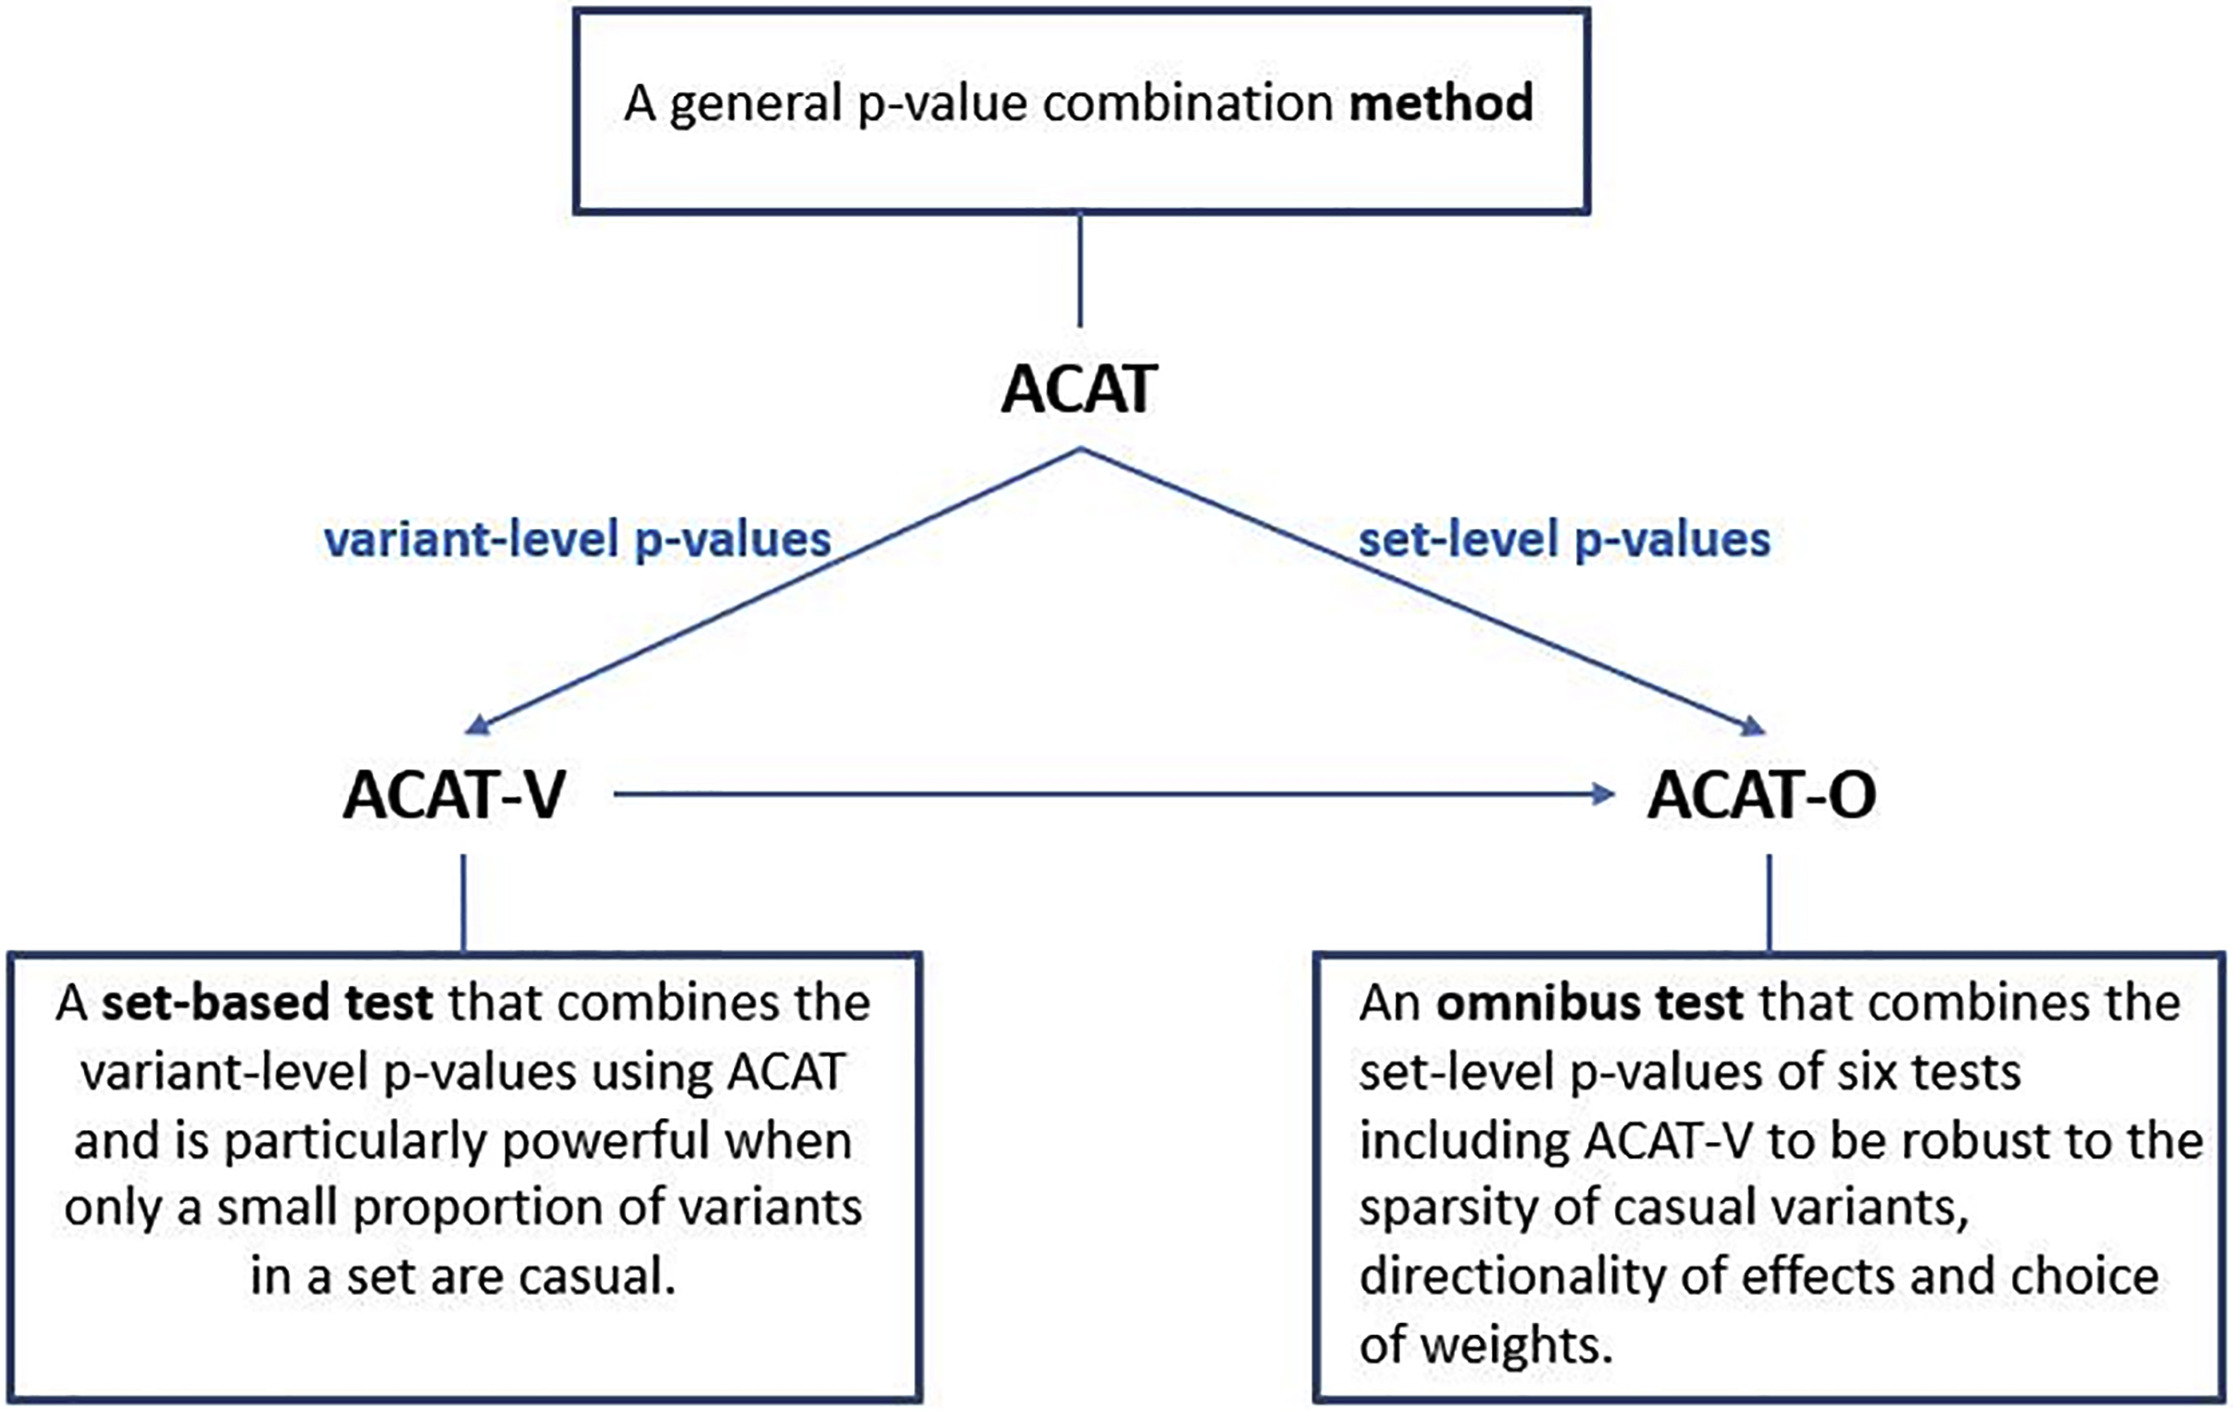 A general p-value combination method
ACAT
variant-level p-values
set-level p-values
ACAT-V
ACAT-O
A set-based test that combines the
variant-level p-values using ACAT
and is particularly powerful when
only a small proportion of variants
in a set are casual.
An omnibus test that combines the
set-level p-values of six tests
including ACAT-V to be robust to the
sparsity of casual variants,
directionality of effects and choice
of weights.